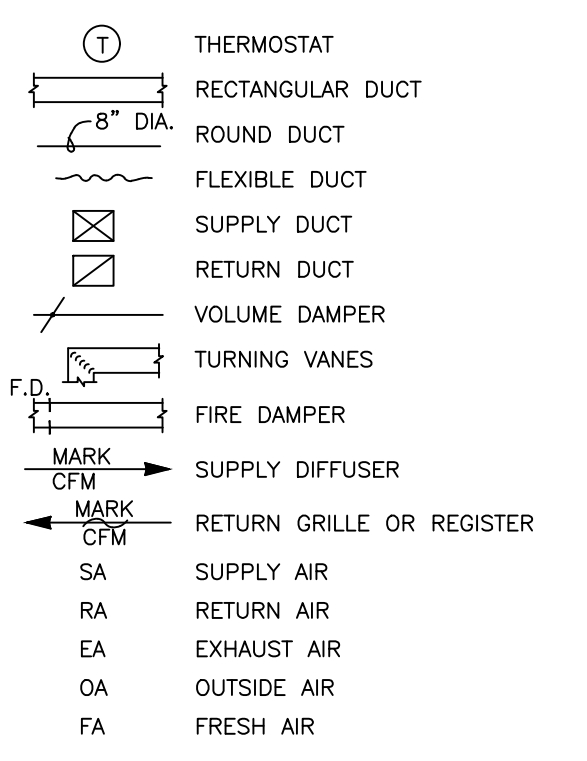 T THERMOSTAT
RECTANGULAR DUCT
8" DIA. ROUND DUCT
FLEXIBLE DUCT
SUPPLY DUCT
RETURN DUCT
VOLUME DAMPER
TURNING VANES
F.D. FIRE DAMPER
MARK
CFM SUPPLY DIFFUSER
MARK
CFM RETURN GRILLE OR REGISTER
SA SUPPLY AIR
RA RETURN AIR
EA EXHAUST AIR
OA OUTSIDE AIR
FA FRESH AIR